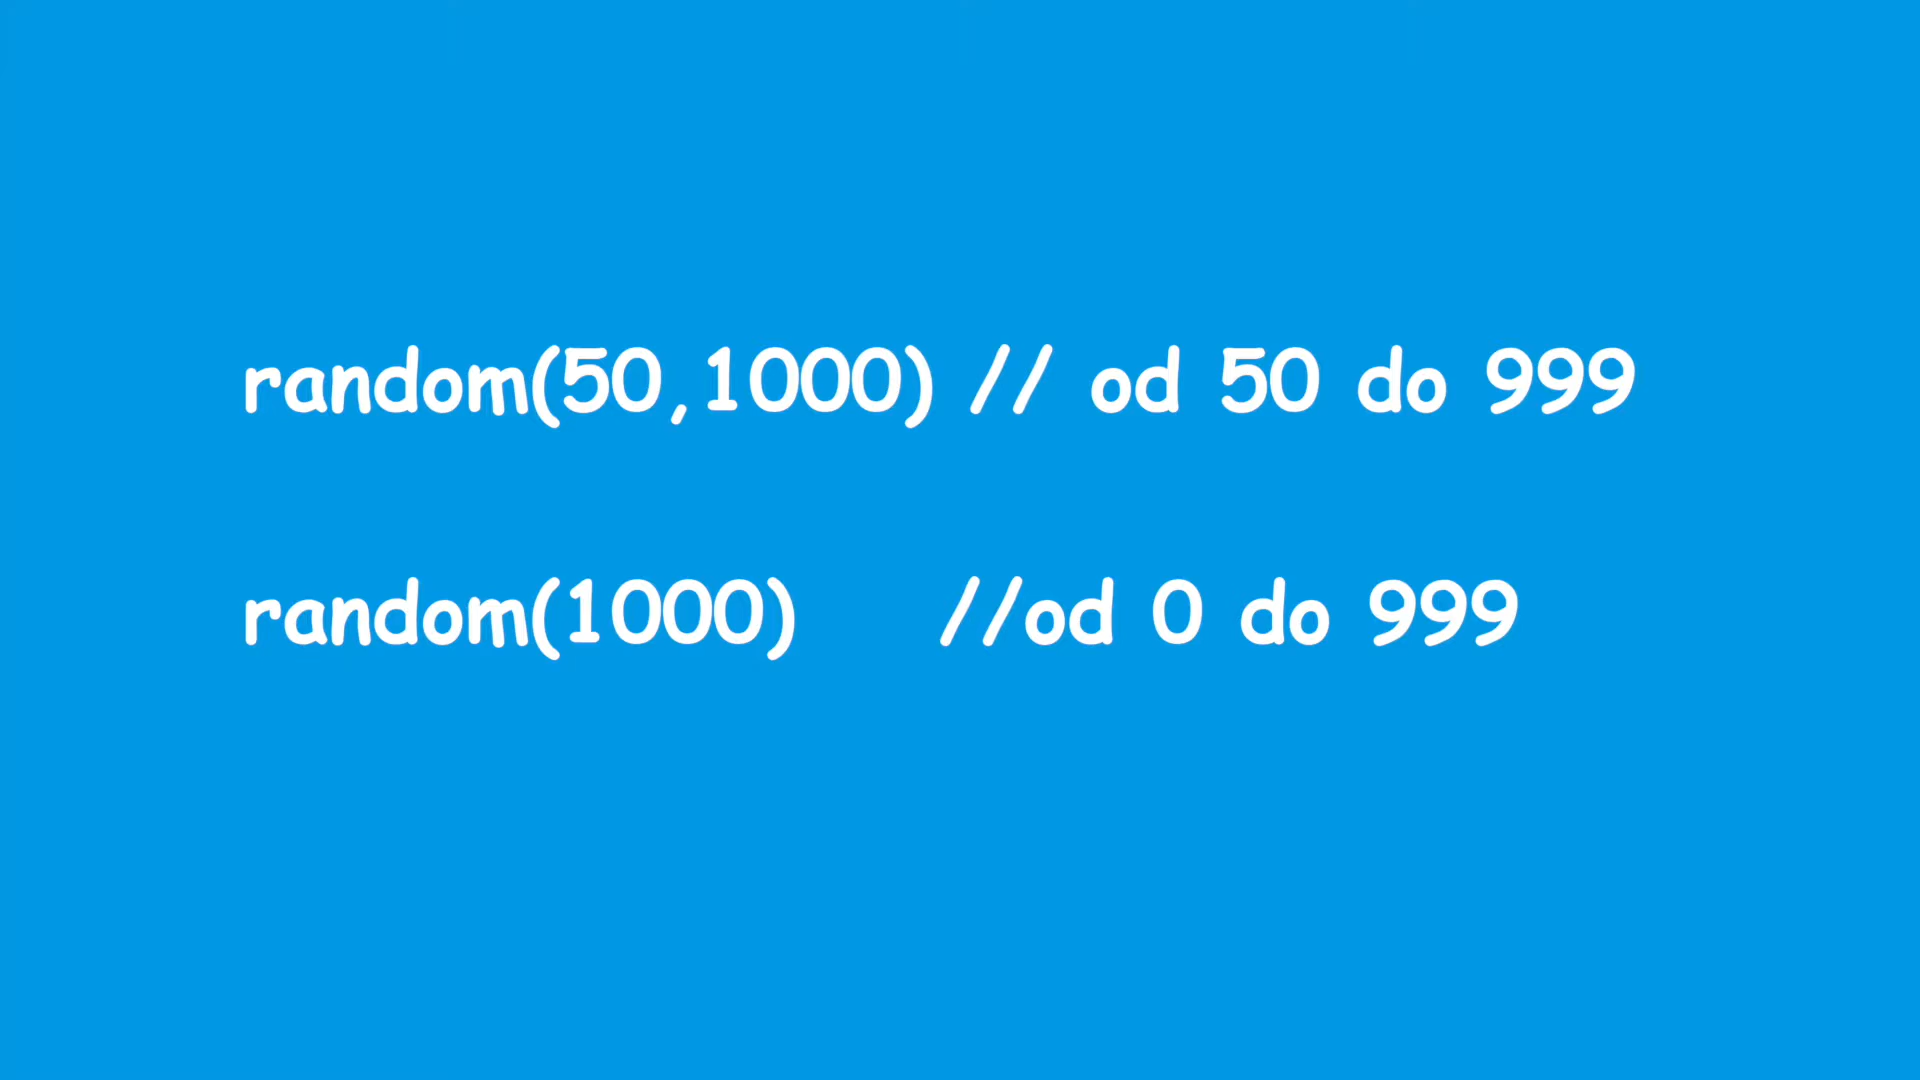 random(50,1000) // od 50 do 999
random(1000) //od 0 do 999